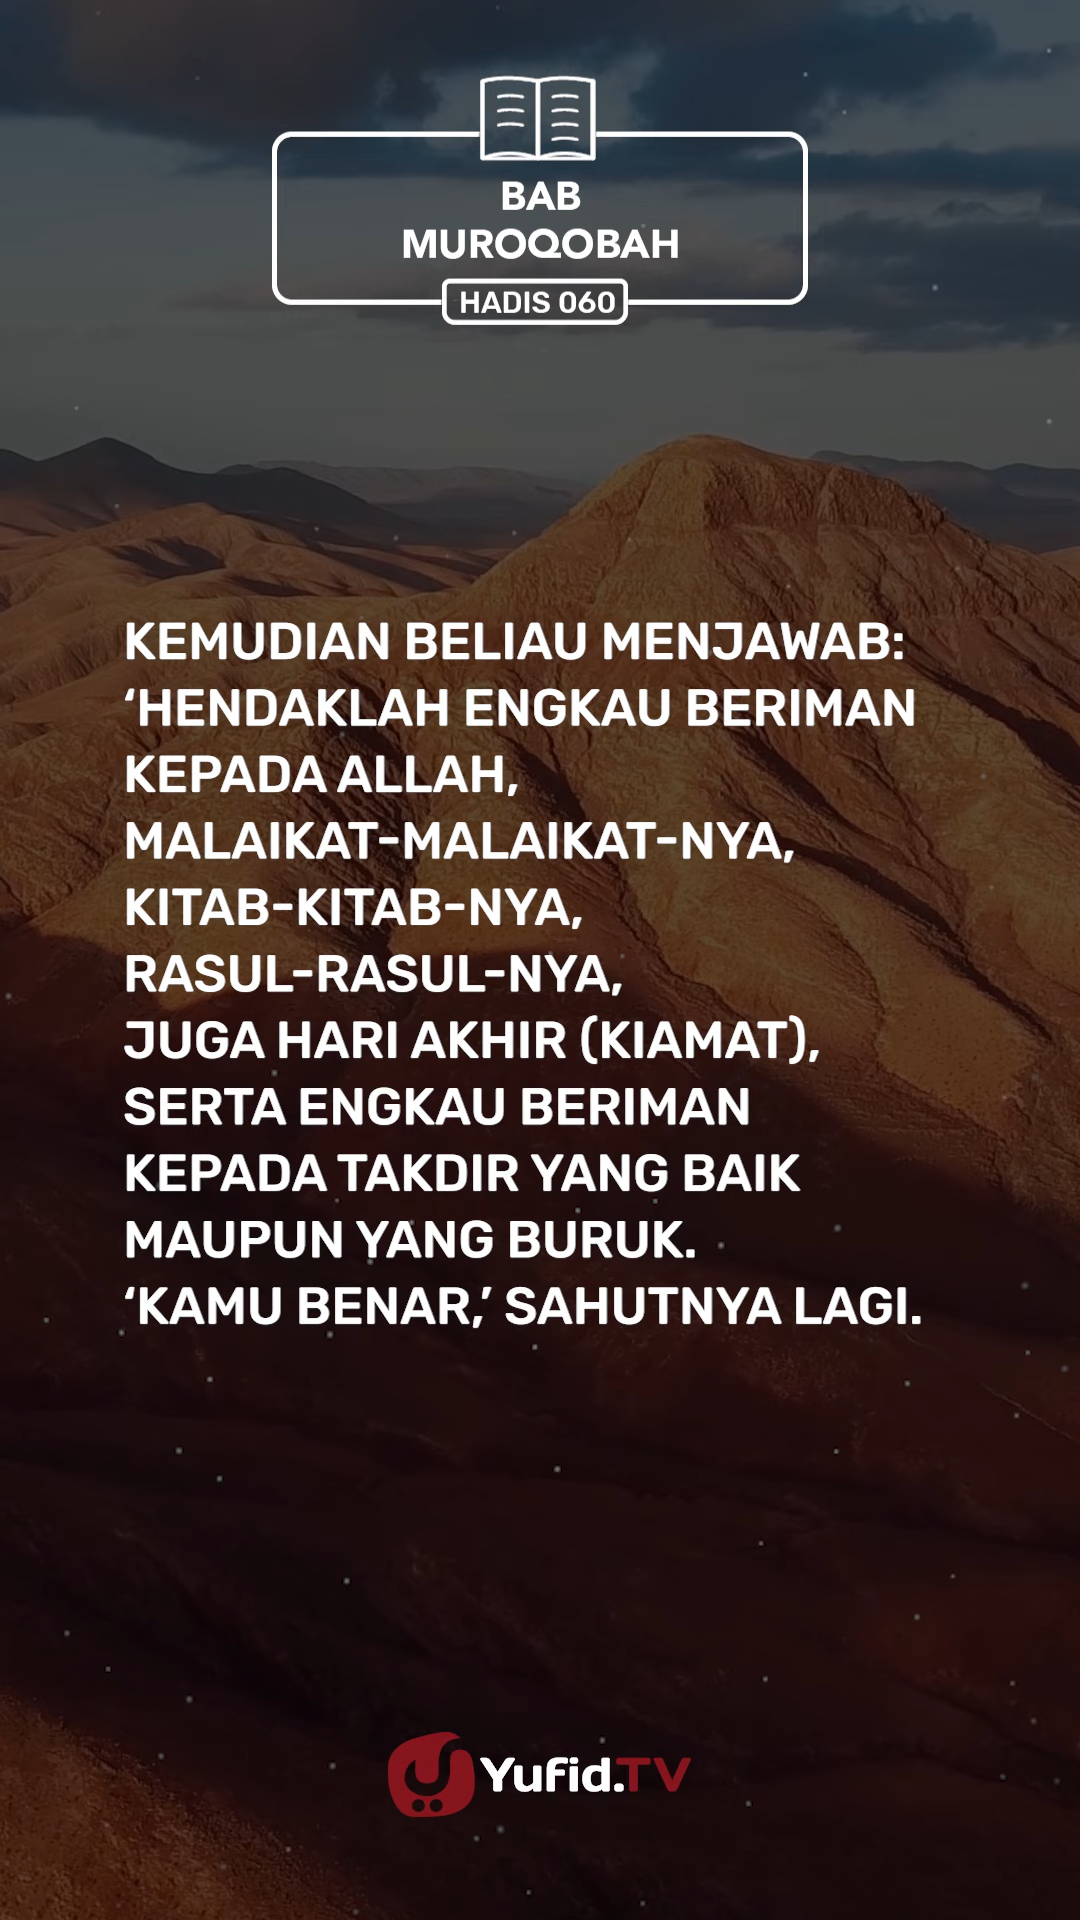 BAB
MUROQOBAH
HADIS 060
KEMUDIAN BELIAU MENJAWAB:
‘HENDAKLAH ENGKAU BERIMAN
KEPADA ALLAH,
MALAIKAT-MALAIKAT-NYA,
KITAB-KITAB-NYA,
RASUL-RASUL-NYA,
JUGA HARI AKHIR (KIAMAT),
SERTA ENGKAU BERIMAN
KEPADA TAKDIR YANG BAIK
MAUPUN YANG BURUK.
‘KAMU BENAR,’ SAHUTNYA LAGI.
Yufid.TV